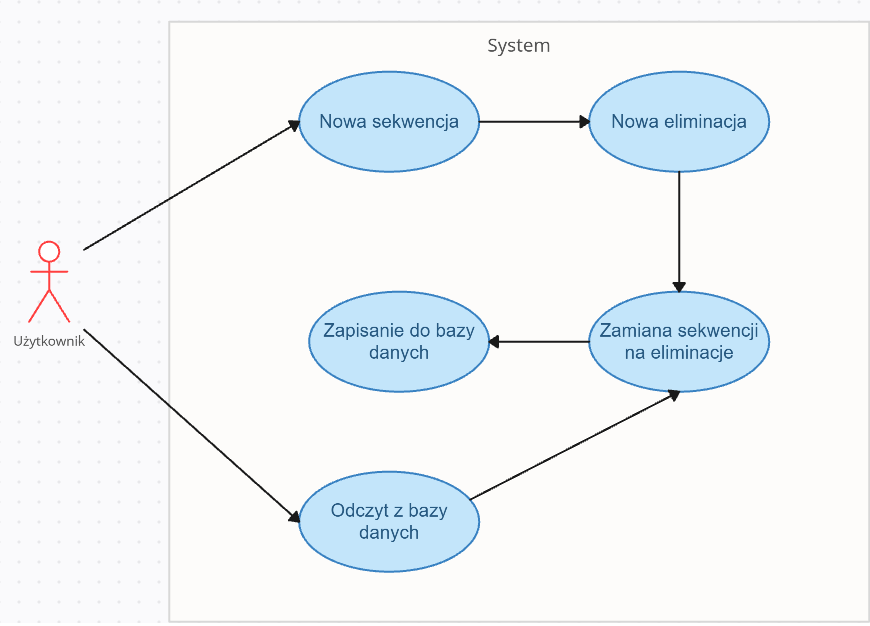 System
Nowa sekwencja
Nowa eliminacja
Użytkownik
Zapisanie do bazy
danych
Zamiana sekwencji
na eliminacje
Odczyt z bazy
danych